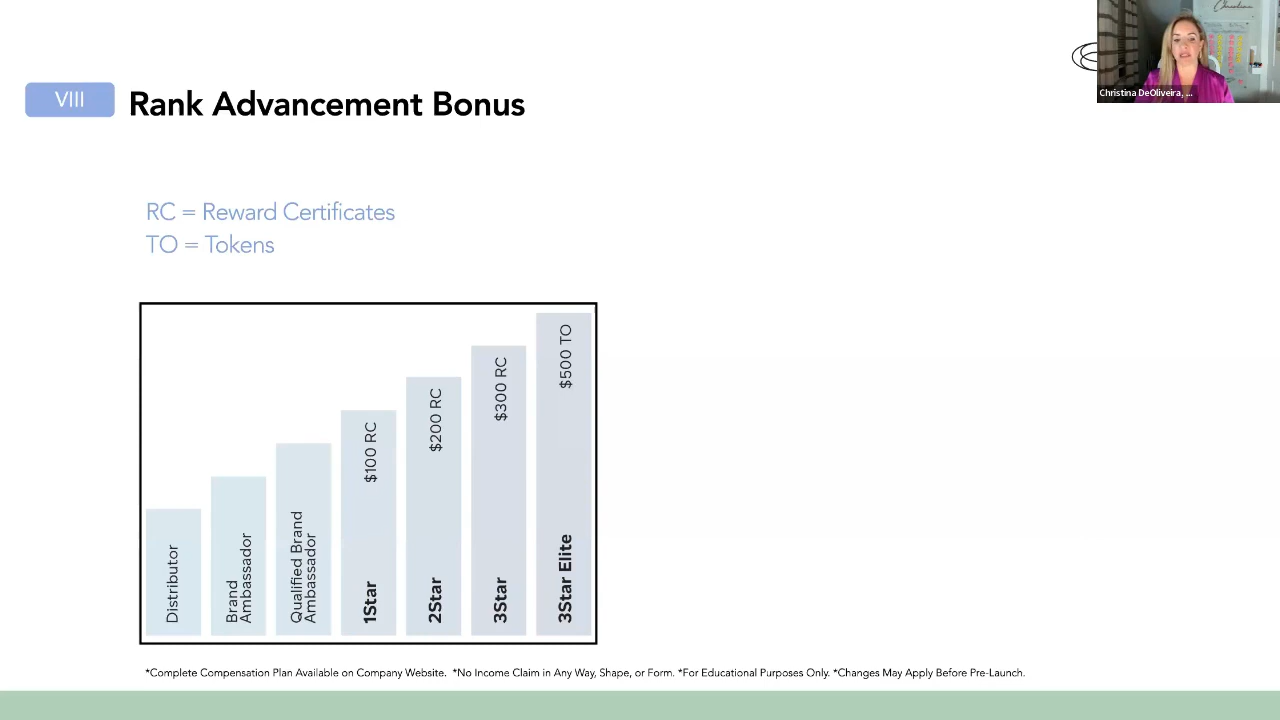 VIII
Rank Advancement Bonus
Christina DeOliveira, ...
RC = Reward Certificates
TO = Tokens
Distributor
Brand
Ambassador
Qualified Brand
Ambassador
$100 RC
1Star
$200 RC
2Star
$300 RC
3Star
$500 TO
3Star Elite
*Complete Compensation Plan Available on Company Website. *No Income Claim in Any Way, Shape, or Form. *For Educational Purposes Only. *Changes May Apply Before Pre-Launch.